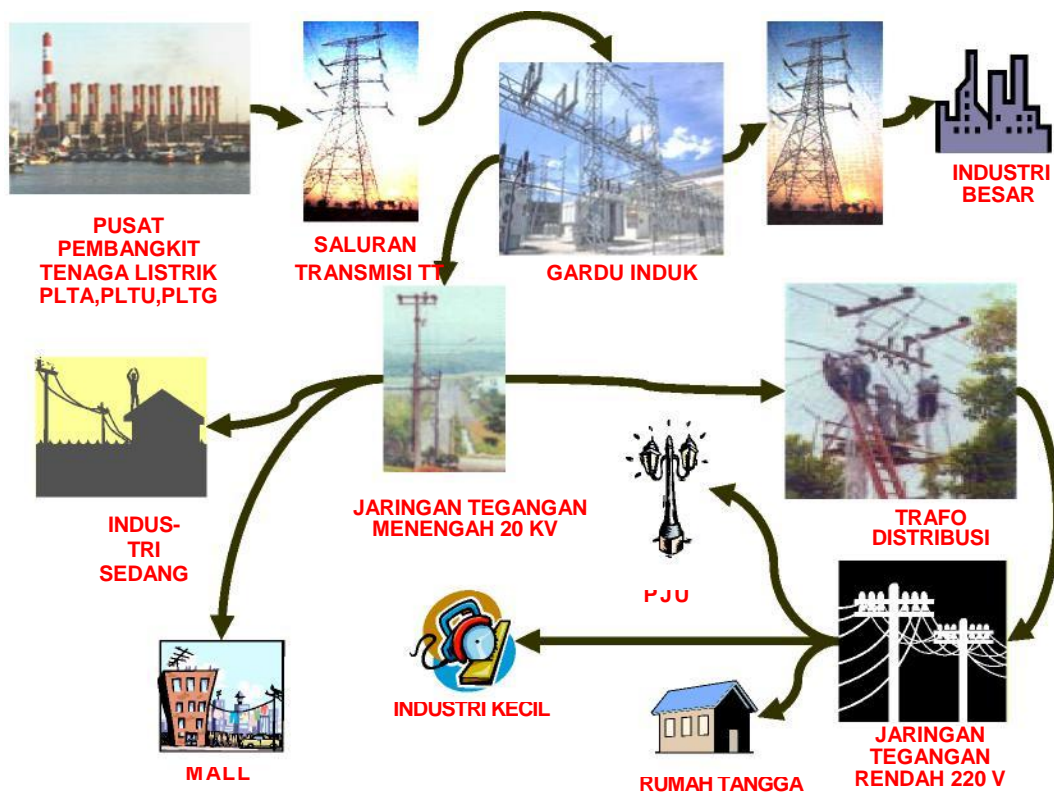 INDUSTRI
BESAR
PUSAT
PEMBANGKIT
TENAGA LISTRIK
PLTA,PLTU,PLTG
SALURAN
TRANSMISI TT
GARDU INDUK
JARINGAN TEGANGAN
MENENGAH 20 KV
TRAFO
DISTRIBUSI
INDUS-
TRI
SEDANG
PJU
INDUSTRI KECIL
MALL
RUMAH TANGGA
JARINGAN
TEGANGAN
RENDAH 220 V